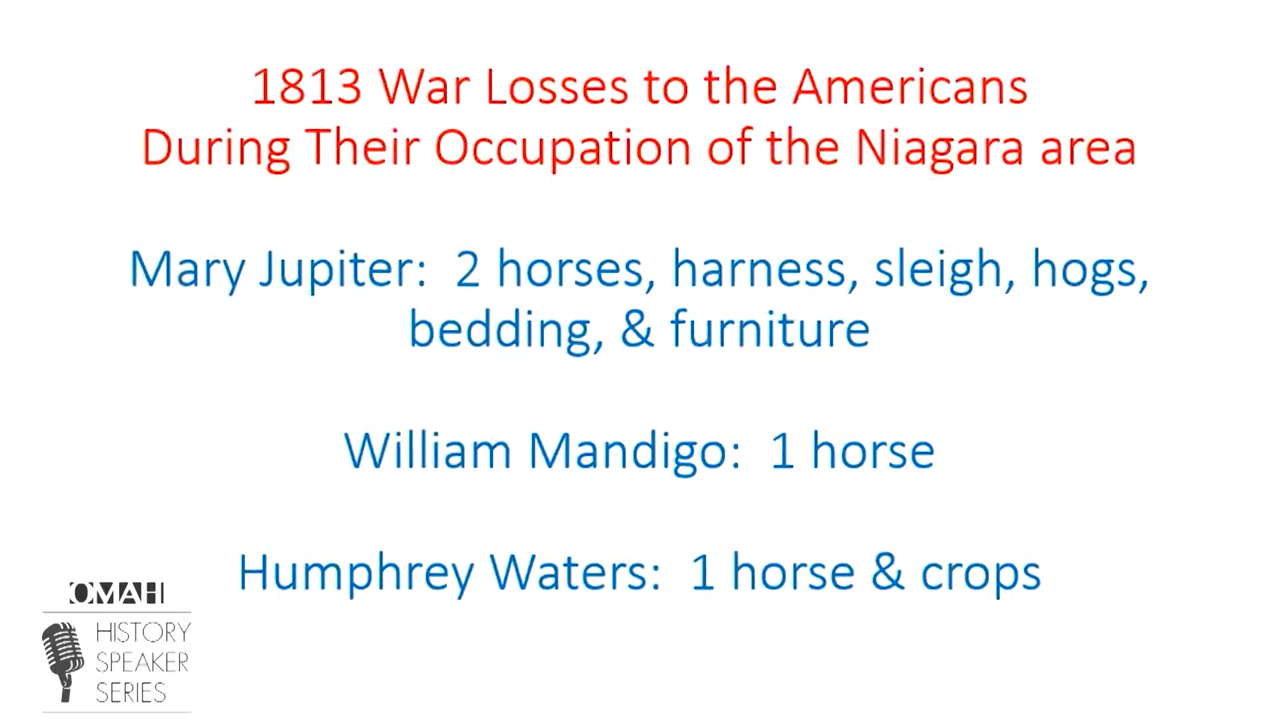 1813 War Losses to the Americans
During Their Occupation of the Niagara area
Mary Jupiter:  2 horses, harness, sleigh, hogs,
bedding, & furniture
William Mandigo:  1 horse
Humphrey Waters:  1 horse & crops
OMAH
HISTORY
SPEAKER
SERIES